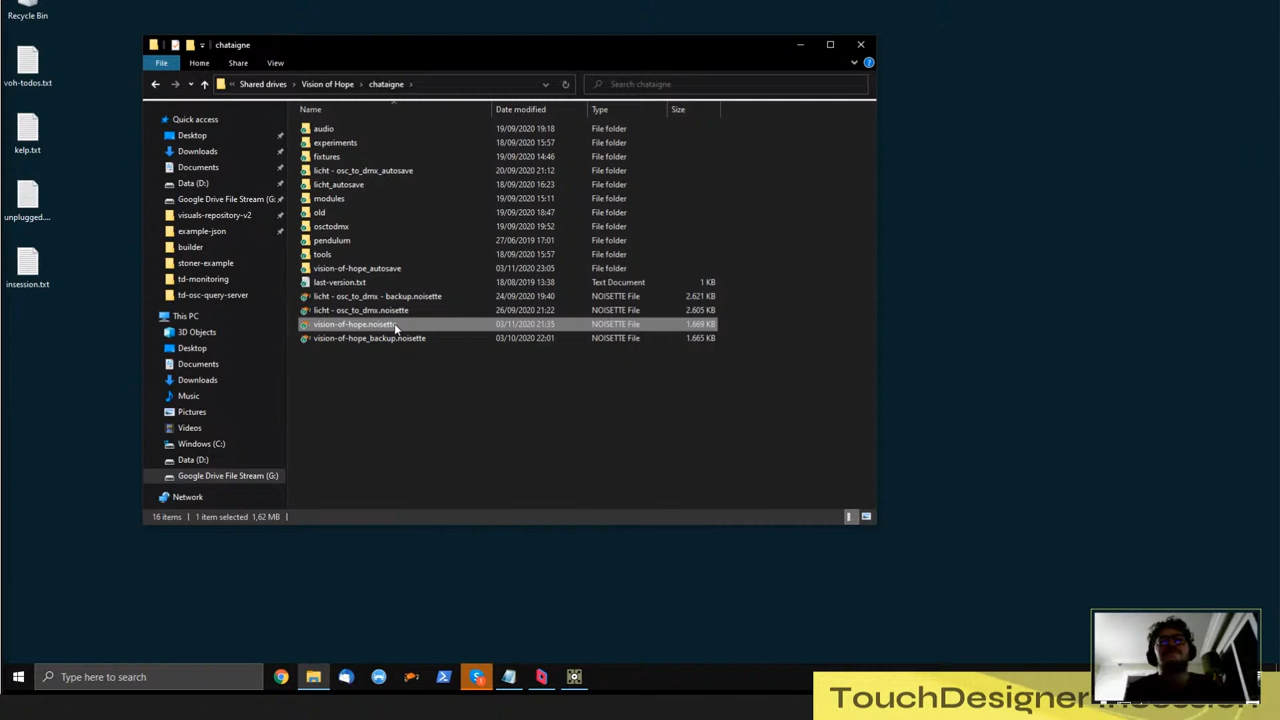 Recycle Bin
voh-todos.txt
kelp.txt
unplugged....
insession.txt
chataigne
File
Home
Share
View
Shared drives
Vision of Hope
chataigne
Search chataigne
Name
Date modified
Type
Size
Quick access
Desktop
Downloads
Documents
Data (D:)
Google Drive File Stream (G:
visuals-repository-v2
example-json
builder
stoner-example
td-monitoring
td-osc-query-server
This PC
3D Objects
Desktop
Documents
Downloads
Music
Pictures
Videos
Windows (C:)
Data (D:)
Google Drive File Stream (G:)
Network
audio 19/09/2020 19:18 File folder
experiments 18/09/2020 15:57 File folder
fixtures 19/09/2020 14:46 File folder
licht - osc_to_dmx_autosave 20/09/2020 21:12 File folder
licht_autosave 18/09/2020 16:23 File folder
modules 19/09/2020 15:11 File folder
old 19/09/2020 18:47 File folder
osctodmx 19/09/2020 19:52 File folder
pendulum 27/06/2019 17:01 File folder
tools 18/09/2020 15:57 File folder
vision-of-hope_autosave 03/11/2020 23:05 File folder
last-version.txt 18/08/2019 13:38 Text Document 1 KB
licht - osc_to_dmx - backup.noisette 24/09/2020 19:40 NOISETTE File 2.621 KB
licht - osc_to_dmx.noisette 26/09/2020 21:22 NOISETTE File 2.605 KB
vision-of-hope.noisette 03/11/2020 21:35 NOISETTE File 1.669 KB
vision-of-hope_backup.noisette 03/10/2020 22:01 NOISETTE File 1.665 KB
16 items
1 item selected 1,62 MB
Type here to search
TouchDesigner